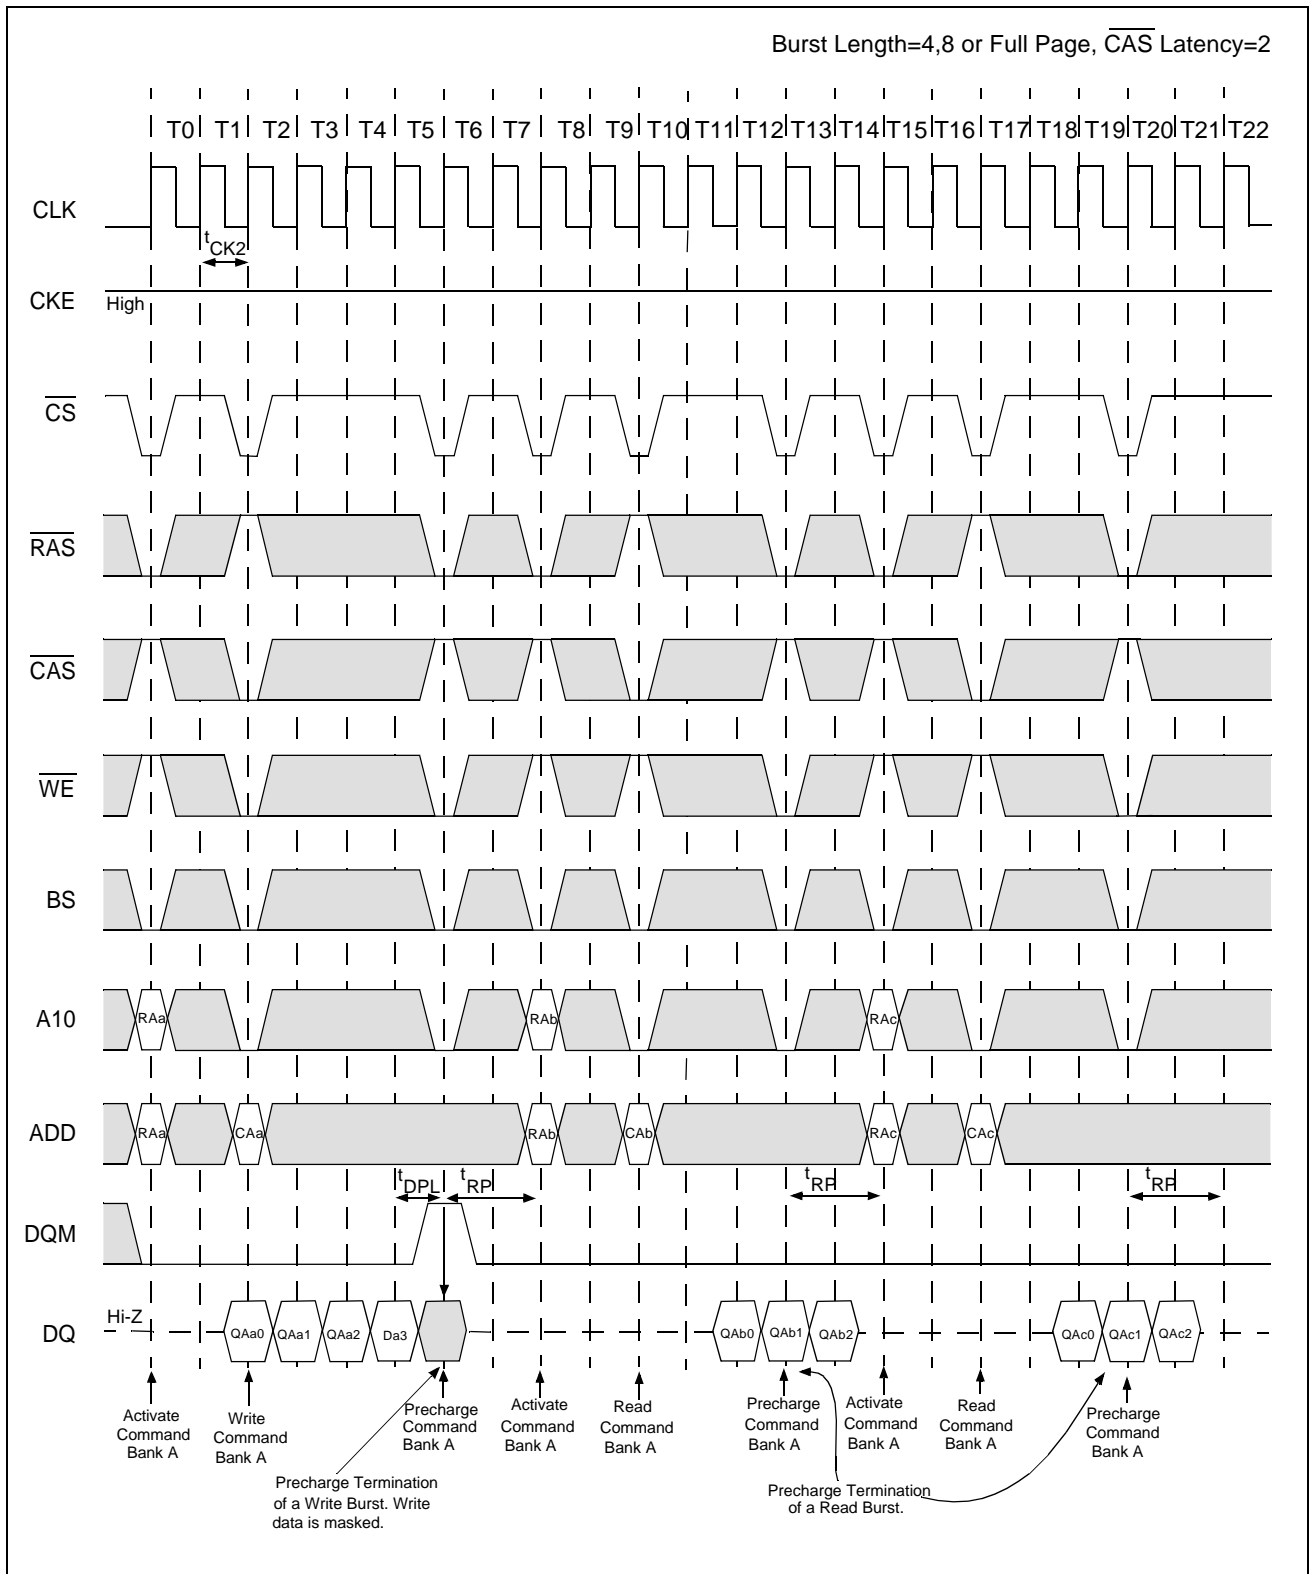 Burst Length=4,8 or Full Page, CAS Latency=2
T0 T1 T2 T3 T4 T5 T6 T7 T8 T9 T10 T11 T12 T13 T14 T15 T16 T17 T18 T19 T20 T21 T22
CLK
tCK2
CKE
High
CS
RAS
CAS
WE
BS
A10
RAa RAb RAc
ADD
RAa CAa RAb CAb RAc CAc
tDPL tRP tRP tRP
DQM
DQ
Hi-Z
QAa0 QAa1 QAa2 Da3 QAb0 QAb1 QAb2 QAc0 QAc1 QAc2
Activate
Command
Bank A
Write
Command
Bank A
Precharge
Command
Bank A
Activate
Command
Bank A
Read
Command
Bank A
Precharge
Command
Bank A
Activate
Command
Bank A
Read
Command
Bank A
Precharge
Command
Bank A
Precharge Termination
of a Write Burst. Write
data is masked.
Precharge Termination
of a Read Burst.